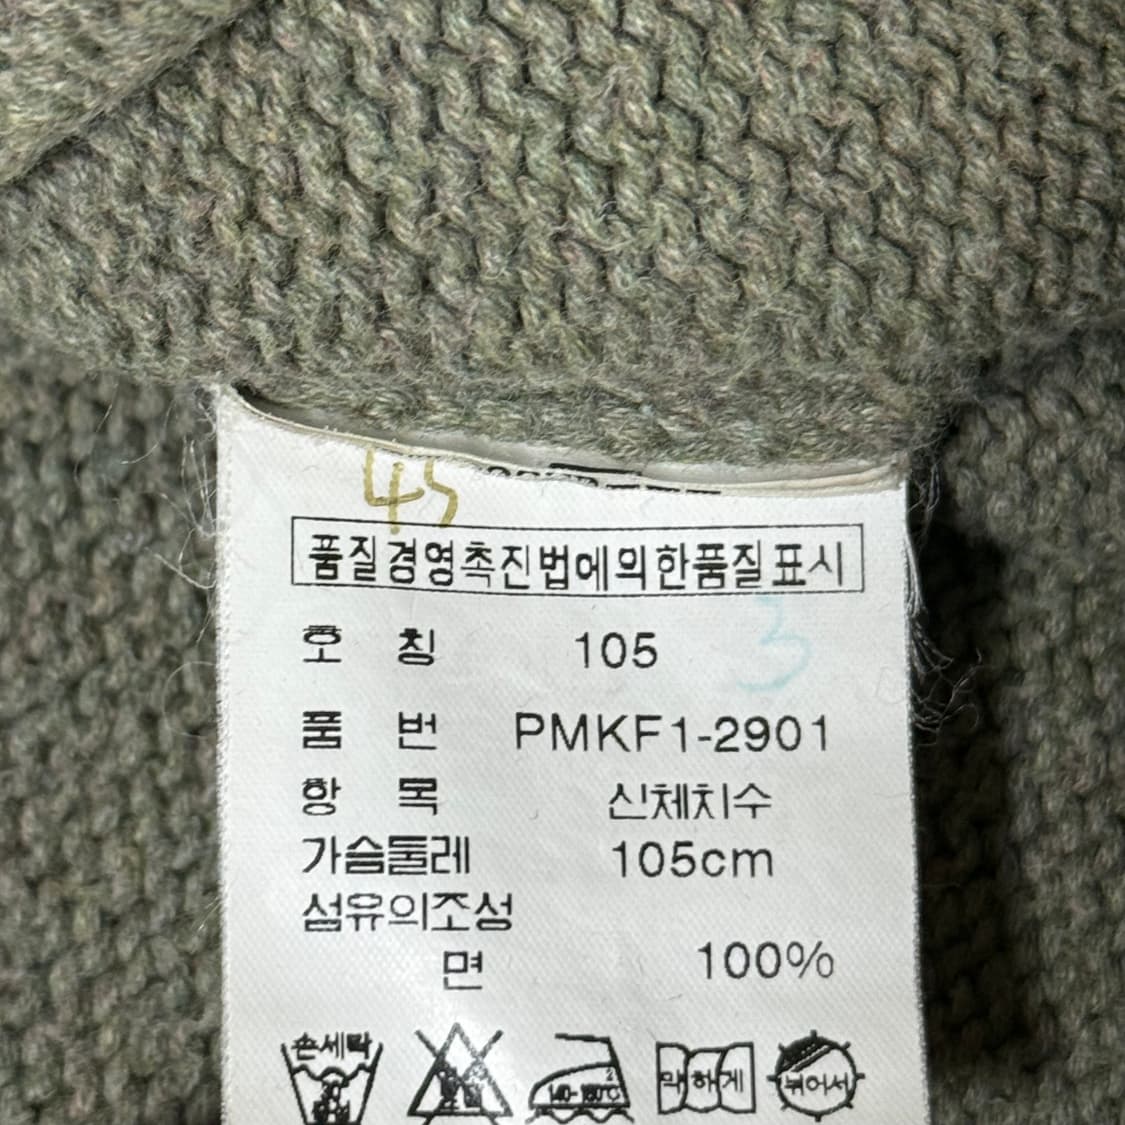 45
품질경영촉진법에의한품질표시
호 칭 105
3
품 번 PMKF1-2901
항 목 신체치수
가슴둘레 105cm
섬유의조성
면 100%
손세탁
약하게
뉘어서